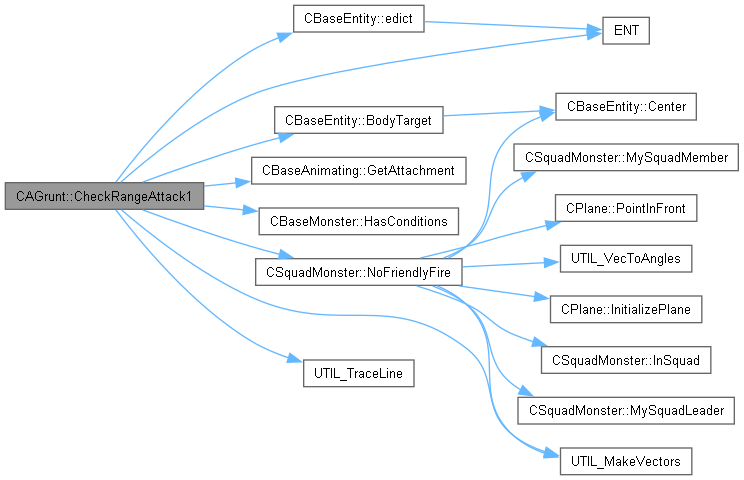 CBaseEntity::edict
ENT
CBaseEntity::BodyTarget
CBaseEntity::Center
CSquadMonster::MySquadMember
CBaseAnimating::GetAttachment
CAGrunt::CheckRangeAttack1
CPlane::PointInFront
CBaseMonster::HasConditions
UTIL_VecToAngles
CSquadMonster::NoFriendlyFire
CPlane::InitializePlane
CSquadMonster::InSquad
UTIL_TraceLine
CSquadMonster::MySquadLeader
UTIL_MakeVectors